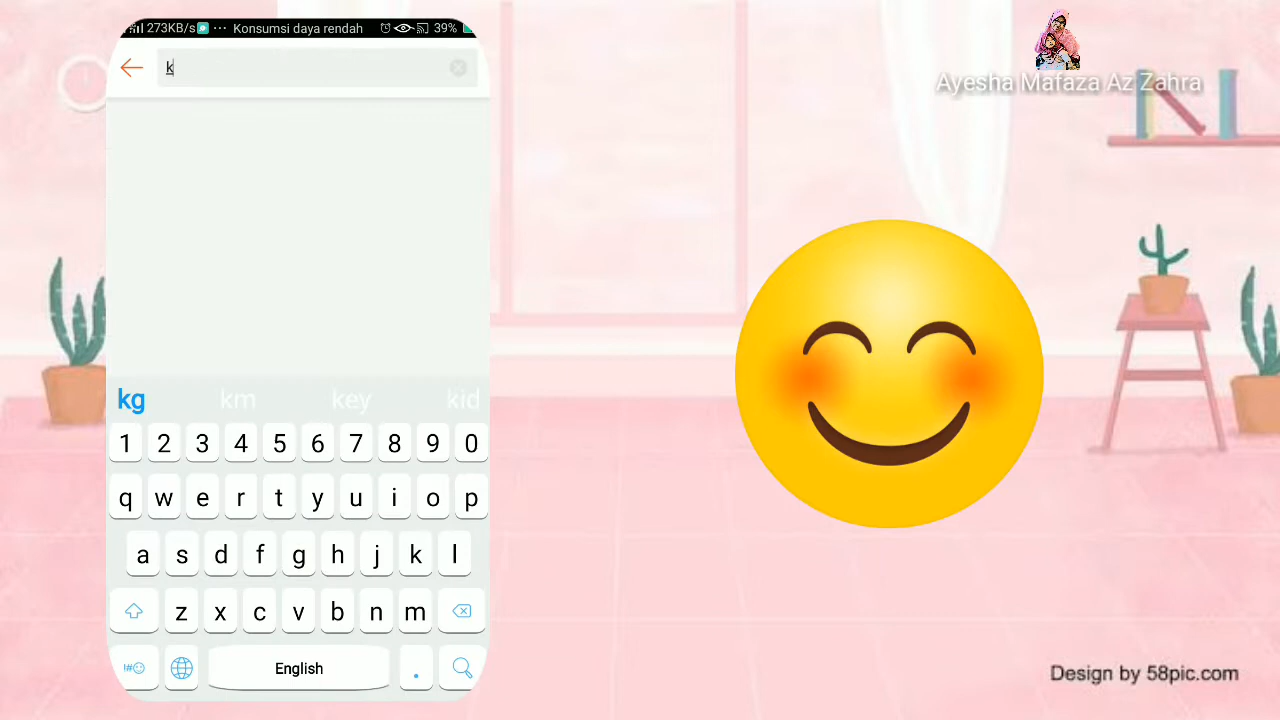 273KB/s ... Konsumsi daya rendah 39%
k
kg km key kid
1 2 3 4 5 6 7 8 9 0
q w e r t y u i o p
a s d f g h j k l
z x c v b n m
!#☺ English .
Ayesha Mafaza Az Zahra
Design by 58pic.com